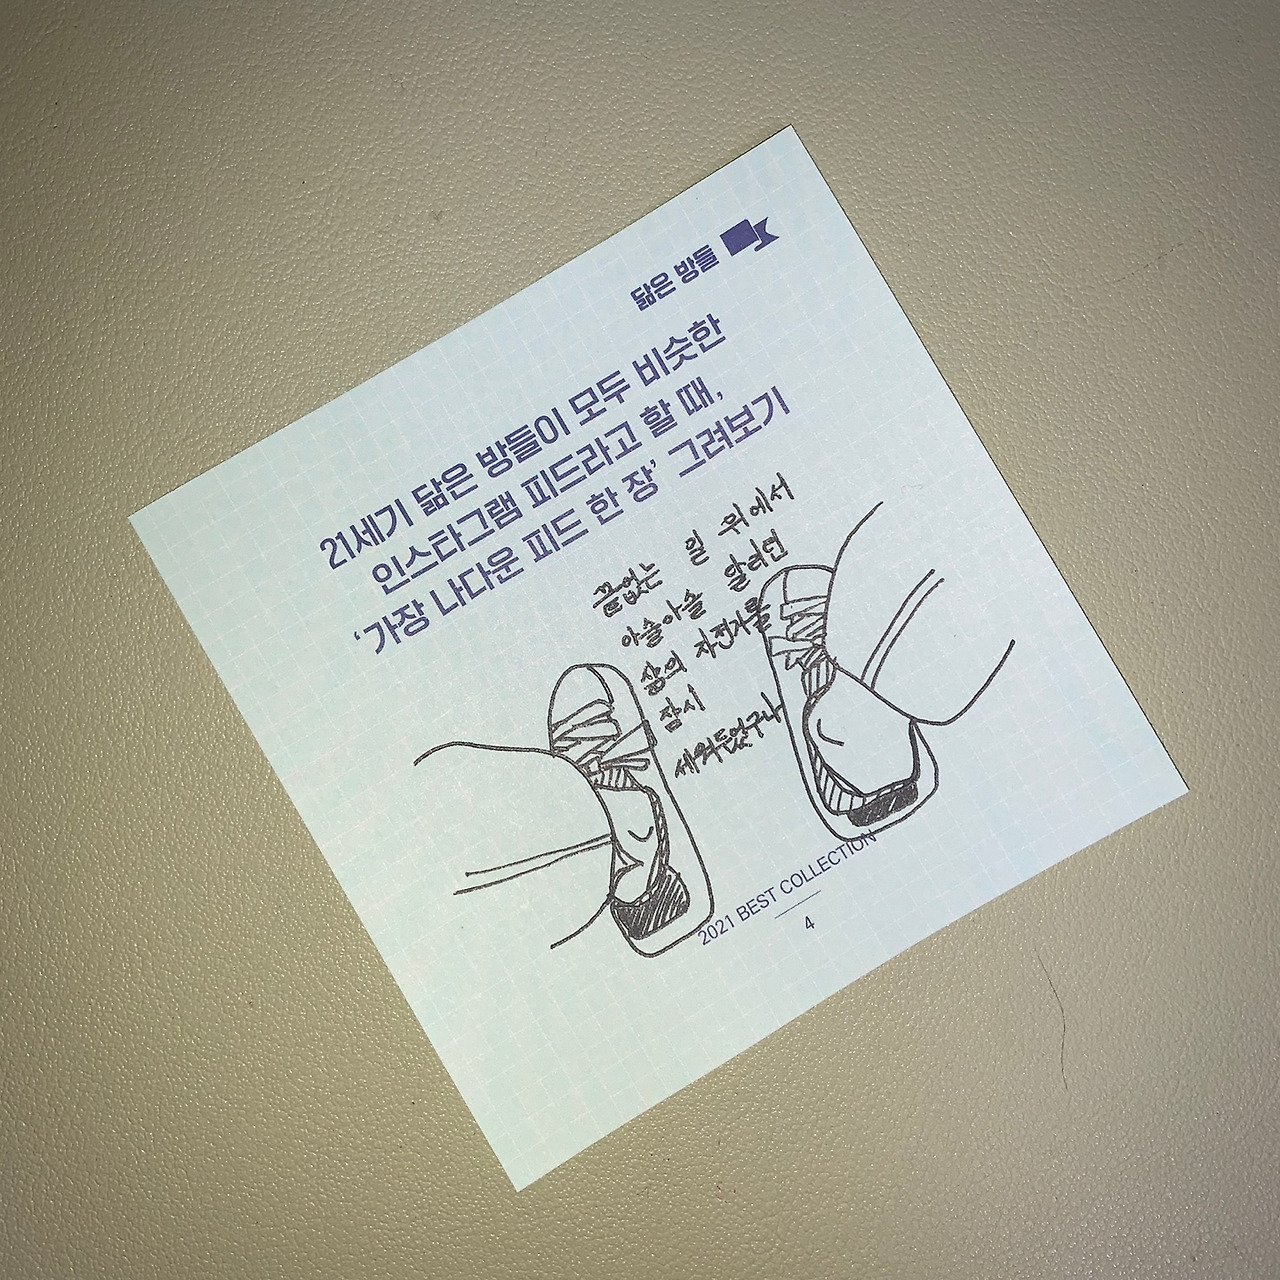 닮은 방들
21세기 닮은 방들이 모두 비슷한
인스타그램 피드라고 할 때,
‘가장 나다운 피드 한 장’ 그려보기
끝없는 일 위에서
아슬아슬 달리던
삶의 자전거를
잠시
세워두었구나
2021 BEST COLLECTION
4